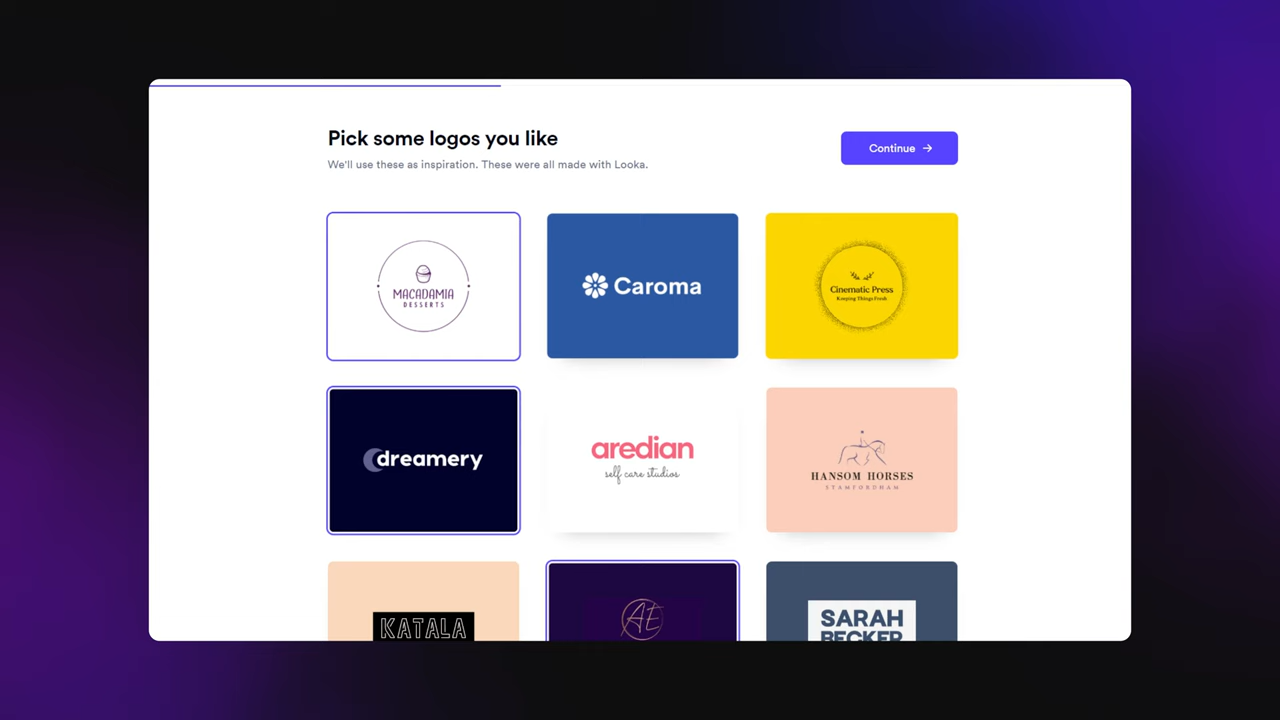 Pick some logos you like
We'll use these as inspiration. These were all made with Looka.
Continue →
MACADAMIA
DESSERTS
Caroma
Cinematic Press
Keeping Things Fresh
dreamery
aredian
self care studios
HANSOM HORSES
STAMFORDHAM
KATALA
AE
SARAH
BECKER